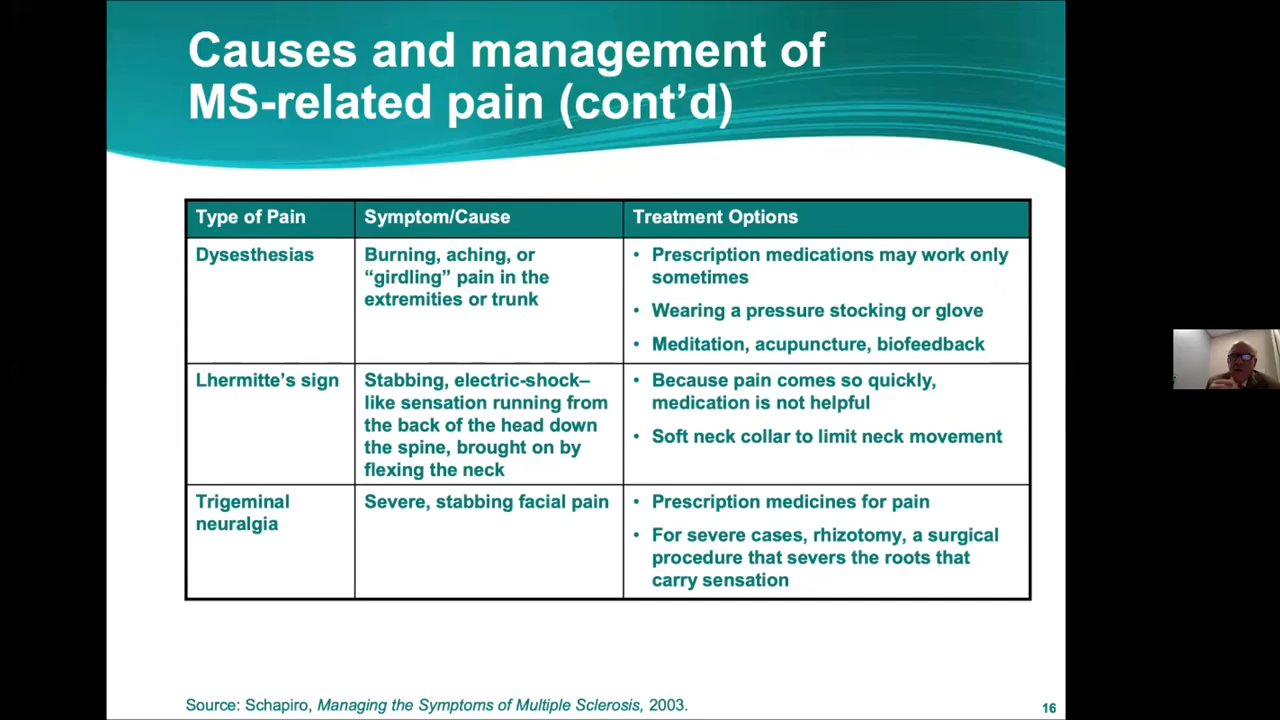 Causes and management of
MS-related pain (cont’d)
Type of Pain
Symptom/Cause
Treatment Options
Dysesthesias
Burning, aching, or
“girdling” pain in the
extremities or trunk
• Prescription medications may work only
sometimes
• Wearing a pressure stocking or glove
• Meditation, acupuncture, biofeedback
Lhermitte’s sign
Stabbing, electric-shock–
like sensation running from
the back of the head down
the spine, brought on by
flexing the neck
• Because pain comes so quickly,
medication is not helpful
• Soft neck collar to limit neck movement
Trigeminal
neuralgia
Severe, stabbing facial pain
• Prescription medicines for pain
• For severe cases, rhizotomy, a surgical
procedure that severs the roots that
carry sensation
Source: Schapiro, Managing the Symptoms of Multiple Sclerosis, 2003.
16